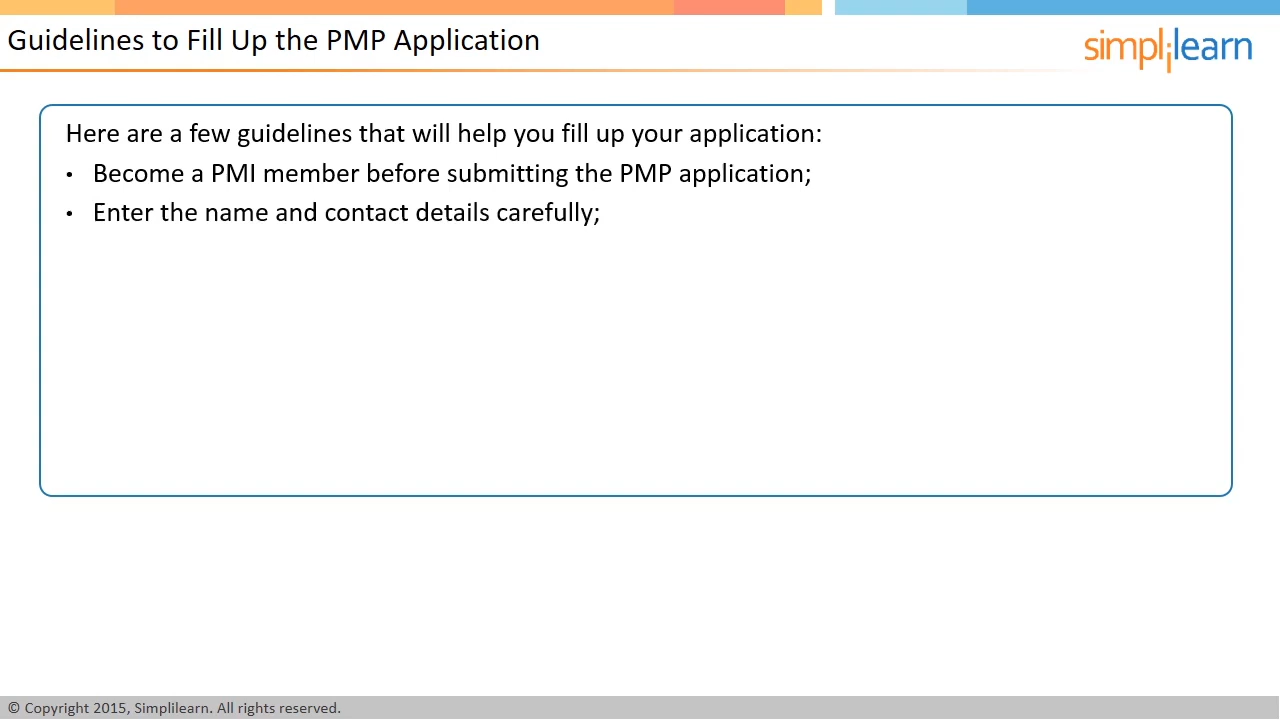 Guidelines to Fill Up the PMP Application
simplilearn
Here are a few guidelines that will help you fill up your application:
• Become a PMI member before submitting the PMP application;
• Enter the name and contact details carefully;
© Copyright 2015, Simplilearn. All rights reserved.